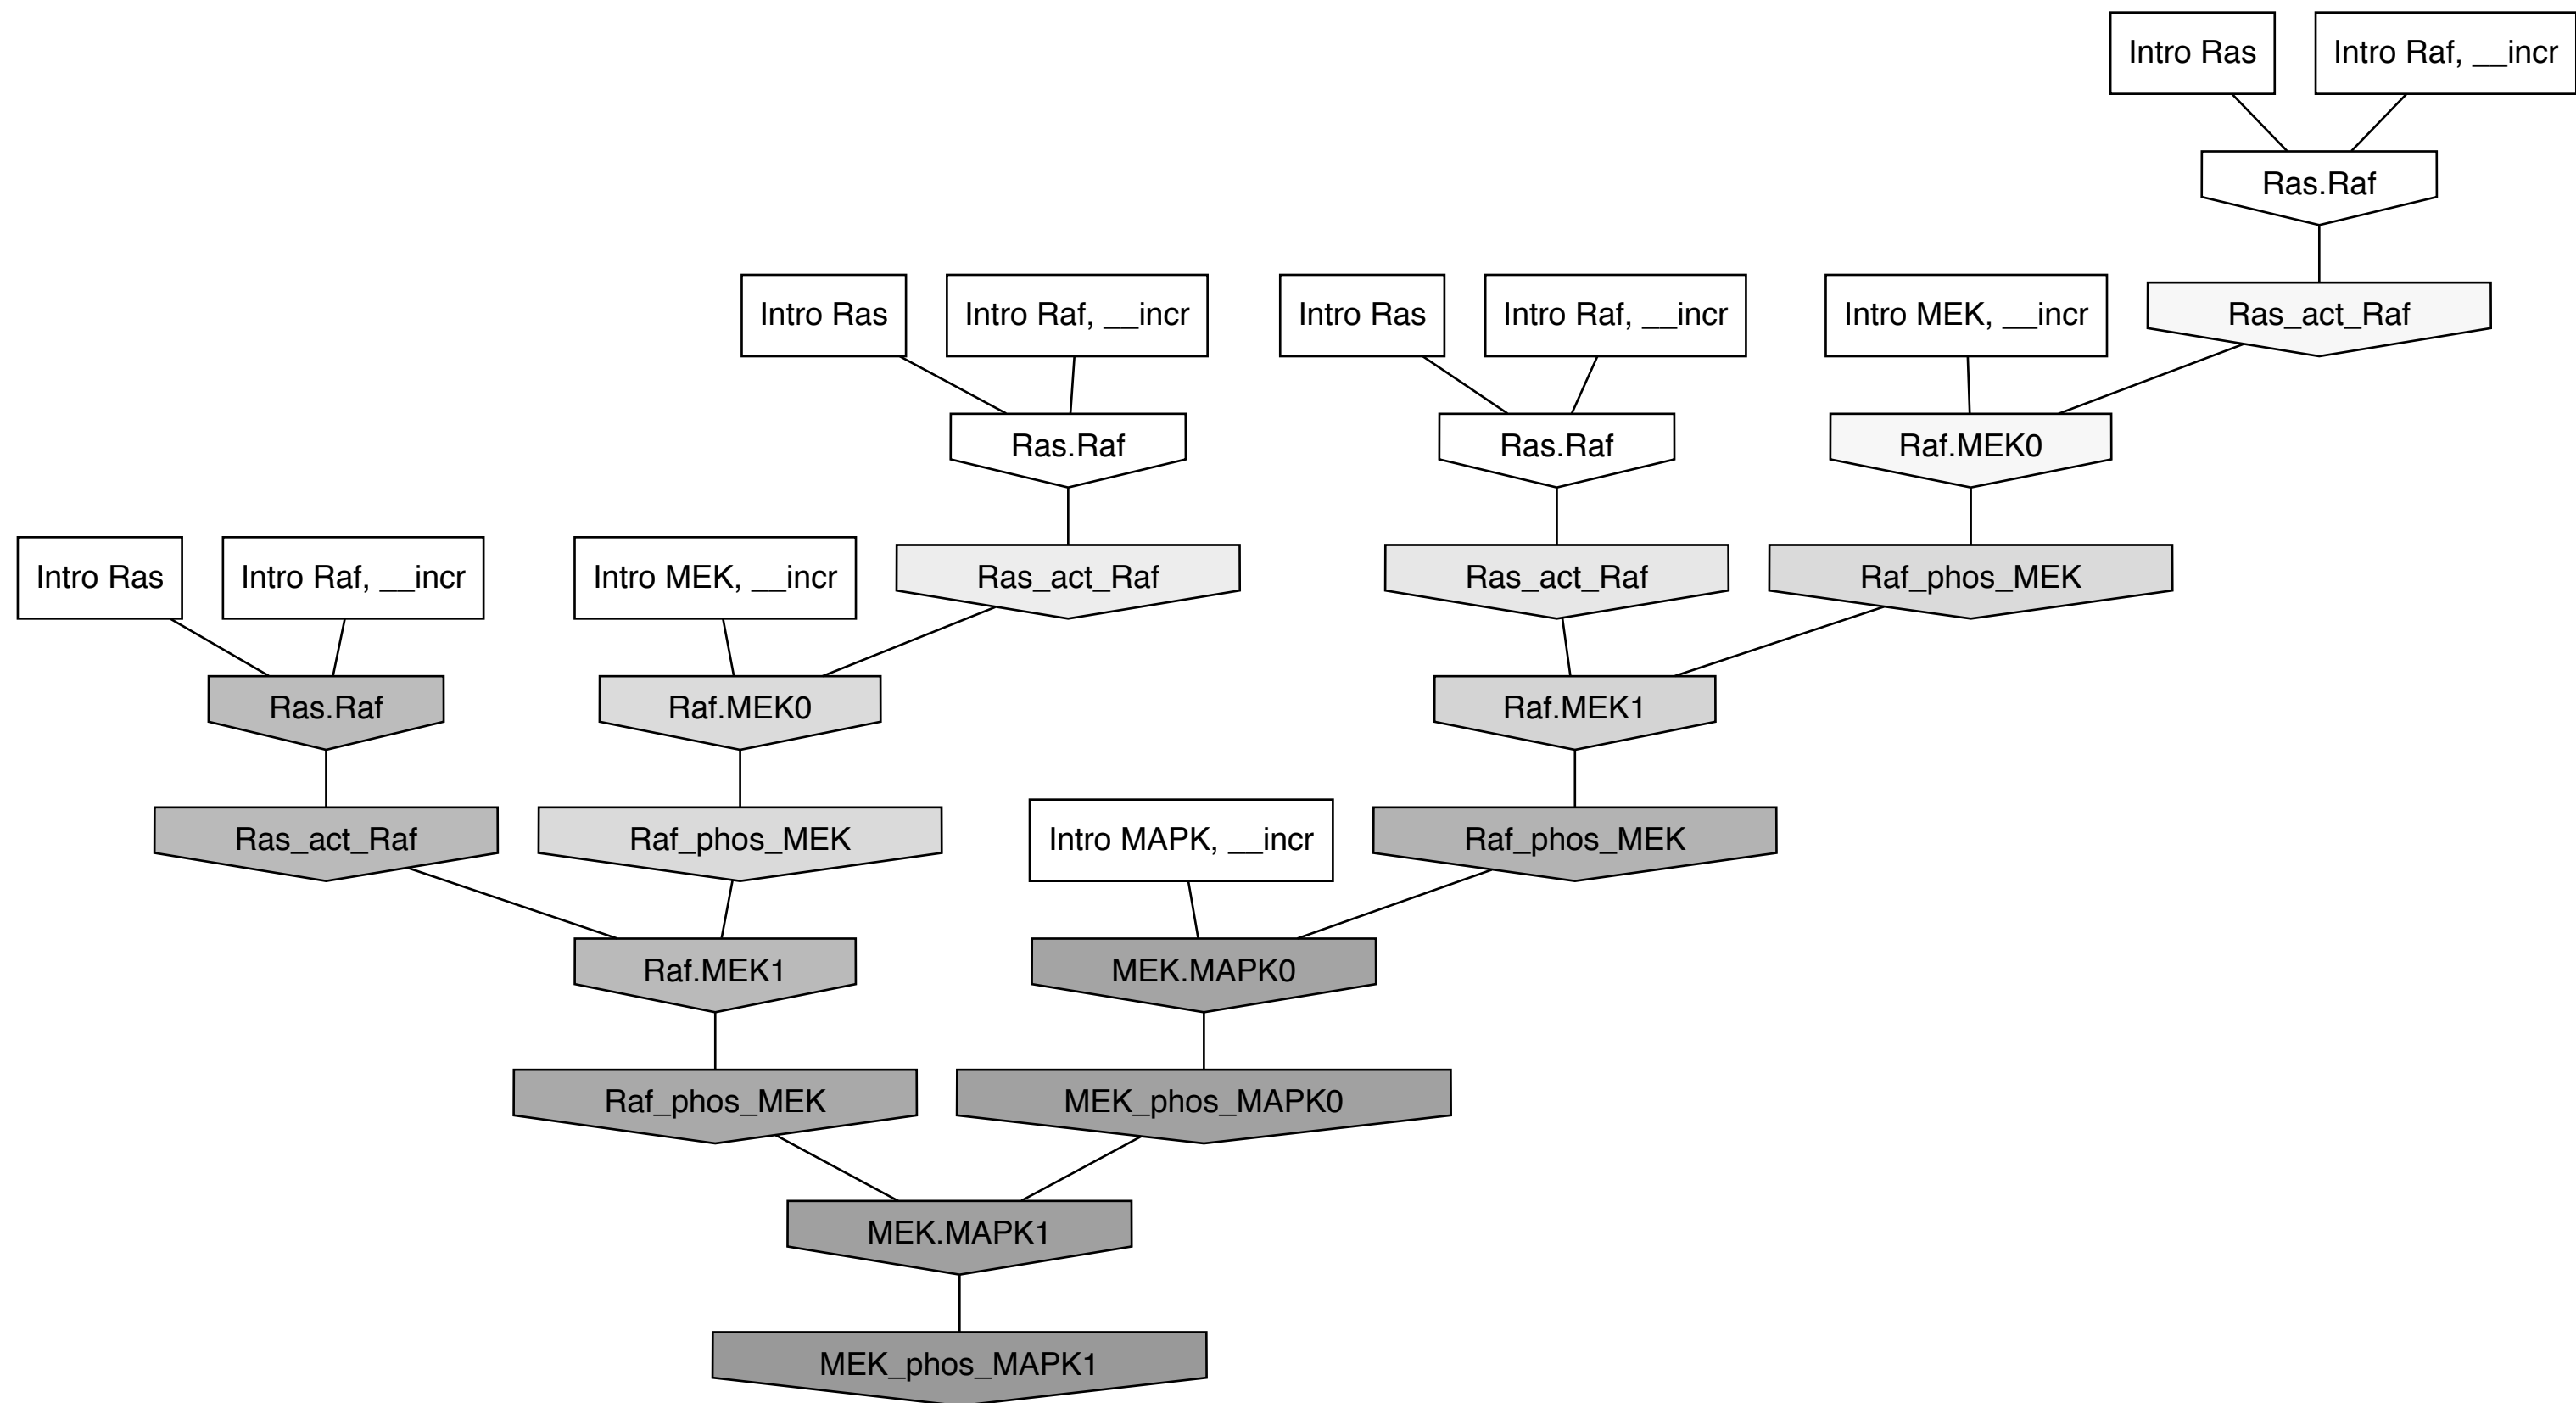 Intro Ras
Intro Raf, __incr
Ras.Raf
Intro Ras
Intro Raf, __incr
Intro Ras
Intro Raf, __incr
Intro MEK, __incr
Ras_act_Raf
Ras.Raf
Ras.Raf
Raf.MEK0
Intro Ras
Intro Raf, __incr
Intro MEK, __incr
Ras_act_Raf
Ras_act_Raf
Raf_phos_MEK
Ras.Raf
Raf.MEK0
Raf.MEK1
Ras_act_Raf
Raf_phos_MEK
Intro MAPK, __incr
Raf_phos_MEK
Raf.MEK1
MEK.MAPK0
Raf_phos_MEK
MEK_phos_MAPK0
MEK.MAPK1
MEK_phos_MAPK1